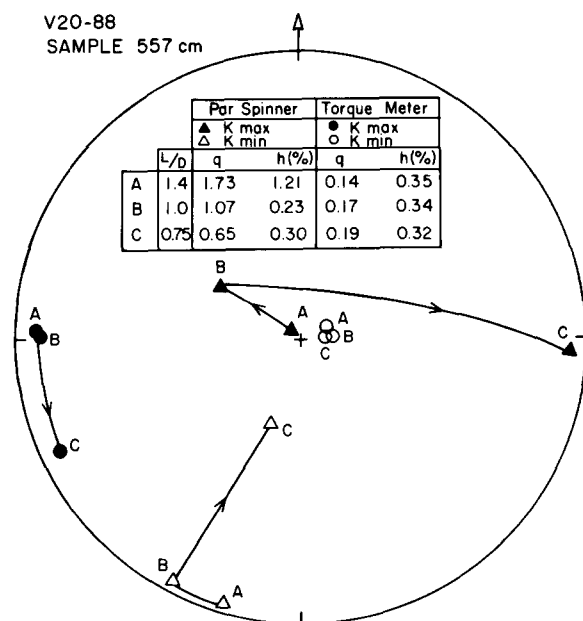 V20-88
SAMPLE 557 cm
Par Spinner Torque Meter
▲ K max ● K max
△ K min ○ K min
L/D q h(%) q h(%)
A 1.4 1.73 1.21 0.14 0.35
B 1.0 1.07 0.23 0.17 0.34
C 0.75 0.65 0.30 0.19 0.32
B
A
A
A
B
B
C
C
C
C
B
A